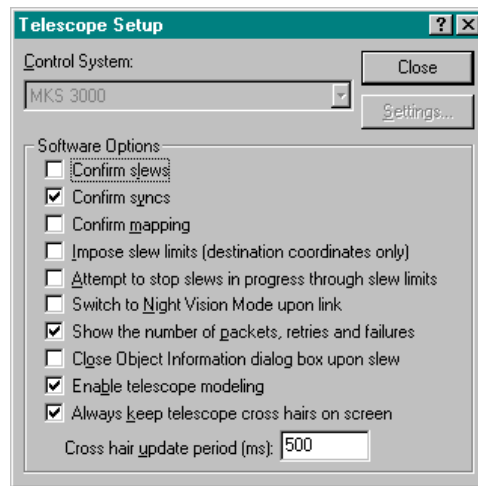 Telescope Setup
Control System:
Close
MKS 3000
Settings...
Software Options
Confirm slews
Confirm syncs
Confirm mapping
Impose slew limits (destination coordinates only)
Attempt to stop slews in progress through slew limits
Switch to Night Vision Mode upon link
Show the number of packets, retries and failures
Close Object Information dialog box upon slew
Enable telescope modeling
Always keep telescope cross hairs on screen
Cross hair update period (ms): 500